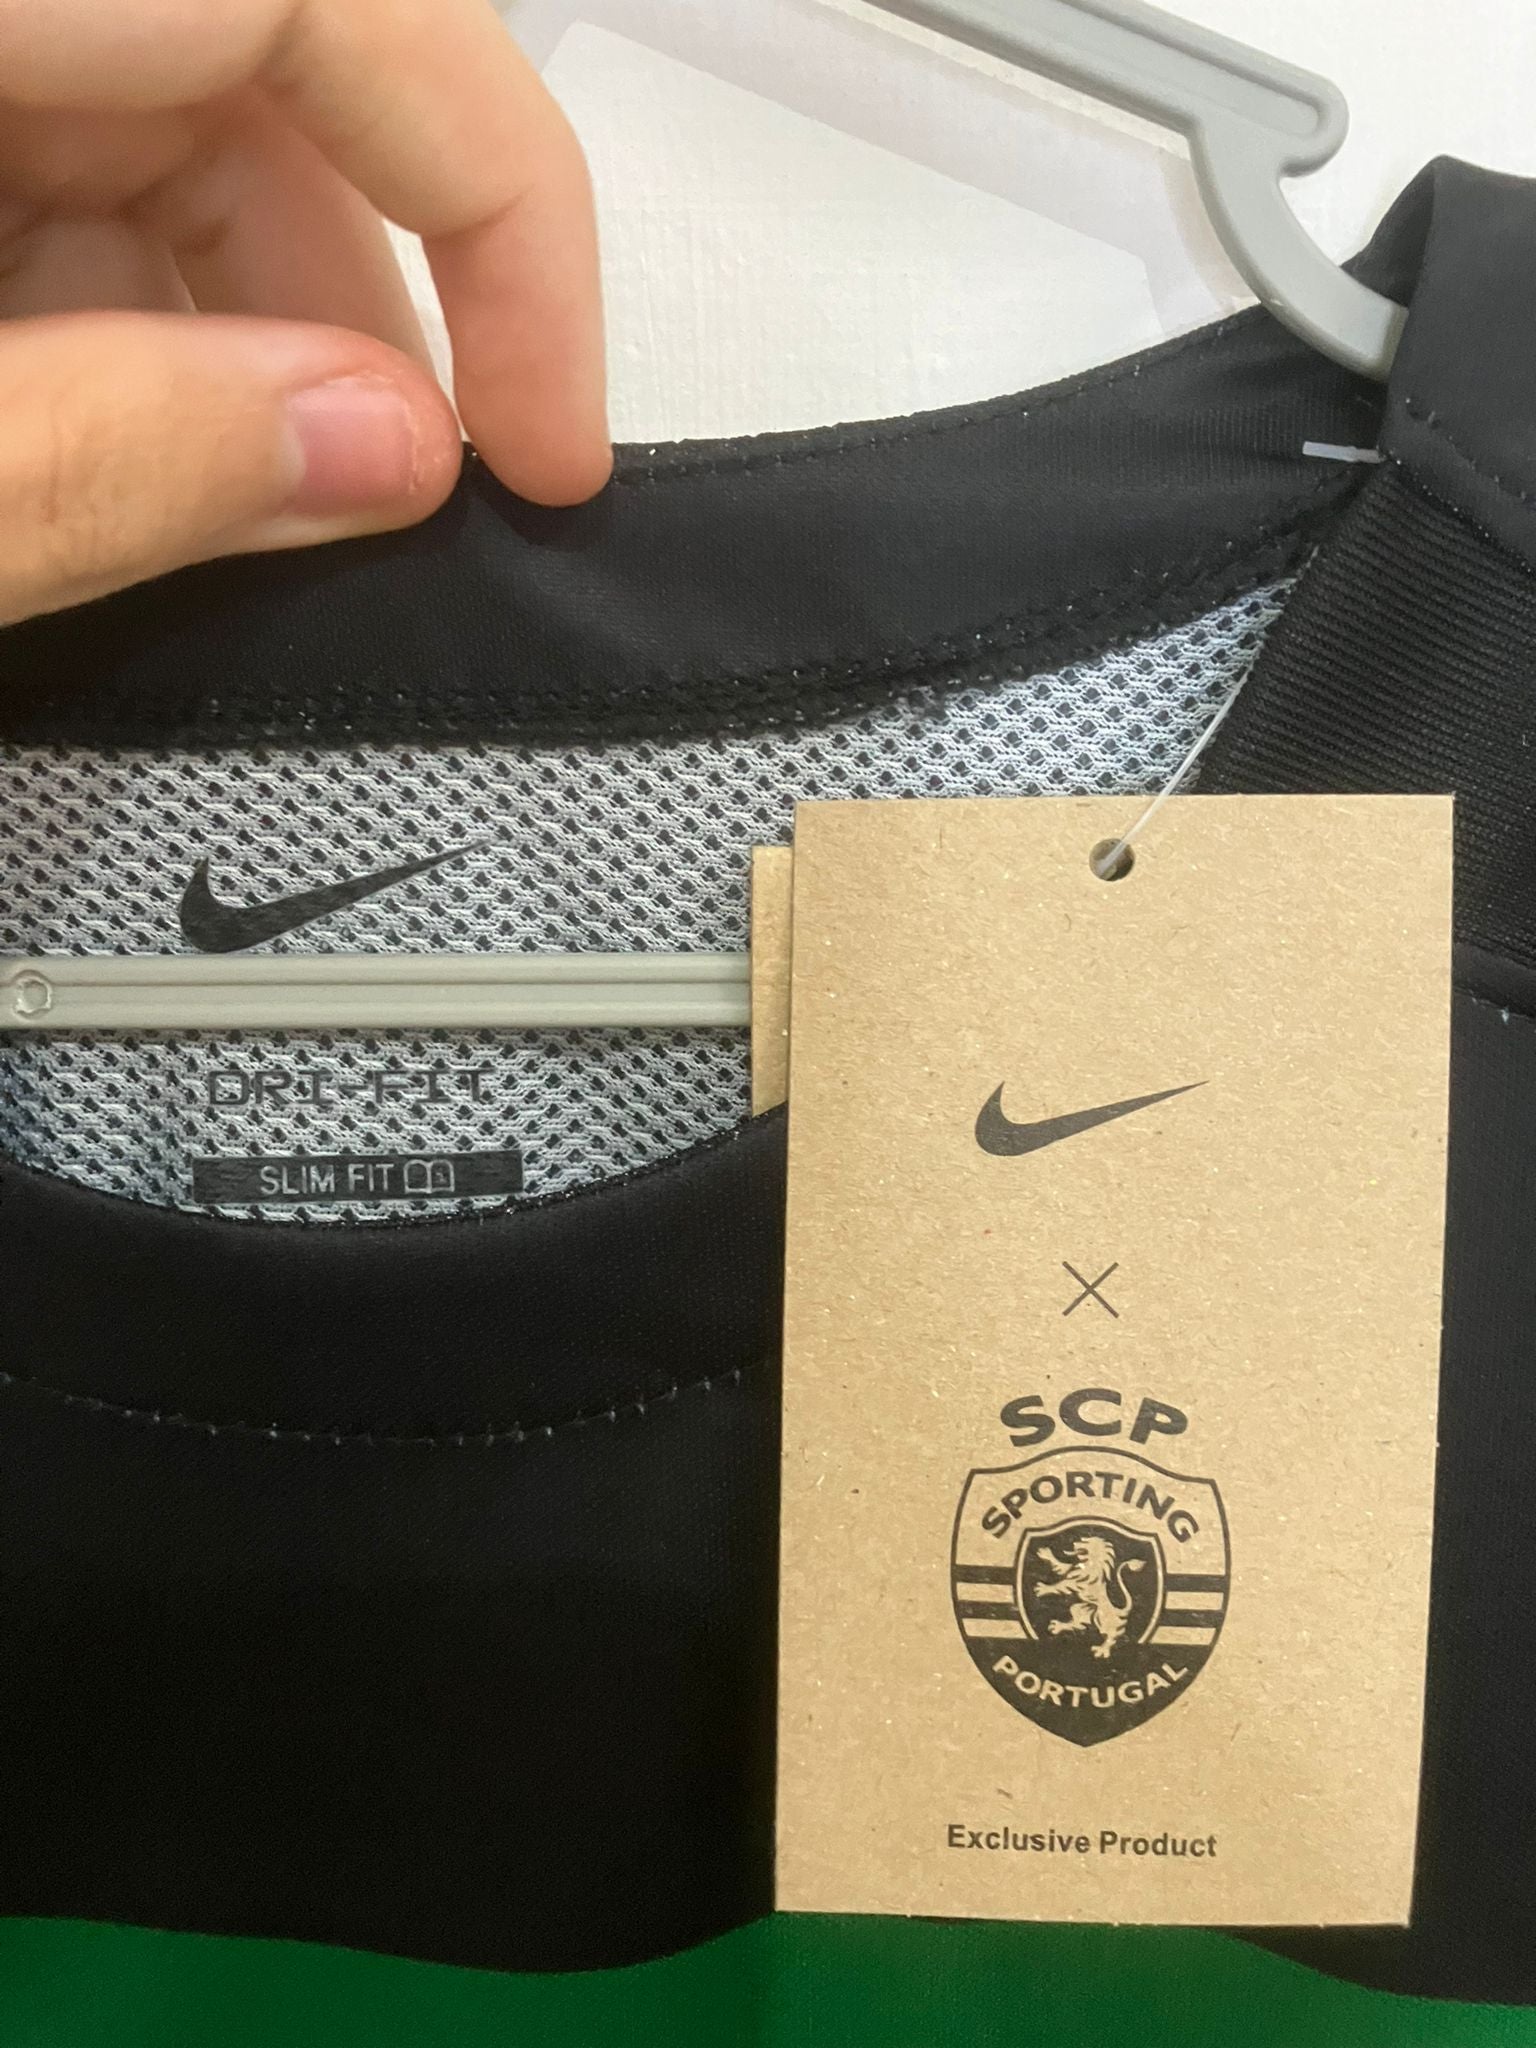 DRI-FIT
SLIM FIT
SCP
SPORTING
PORTUGAL
Exclusive Product